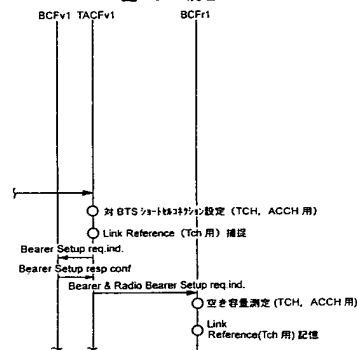 BCFv1 TACFv1 BCFr1
対 BTS ショートセルコネクション設定 (TCH, ACCH 用)
Link Reference (Tch 用) 捕捉
Bearer Setup req.ind.
Bearer Setup resp conf
Bearer & Radio Bearer Setup req.ind.
空き容量測定 (TCH, ACCH 用)
Link
Reference(Tch 用) 記憶